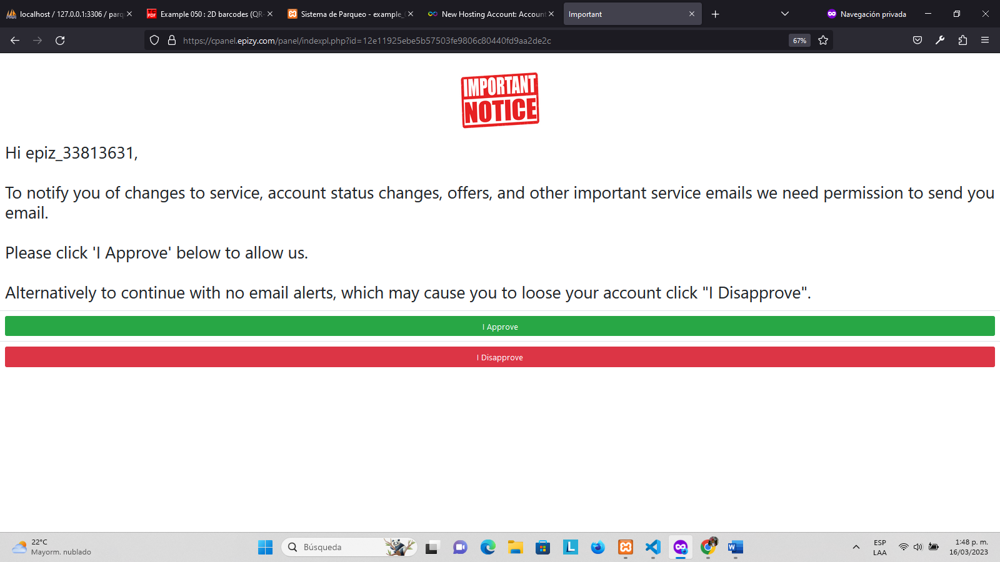 localhost / 127.0.0.1:3306 / parq
Example 050 : 2D barcodes (QR-
Sistema de Parqueo - example_0
New Hosting Account: Account
Important
Navegación privada
https://cpanel.epizy.com/panel/indexpl.php?id=12e11925ebe5b57503fe9806c80440fd9aa2de2c
67%
IMPORTANT
NOTICE
Hi epiz_33813631,
To notify you of changes to service, account status changes, offers, and other important service emails we need permission to send you
email.
Please click 'I Approve' below to allow us.
Alternatively to continue with no email alerts, which may cause you to loose your account click "I Disapprove".
I Approve
I Disapprove
22°C
Mayorm. nublado
Búsqueda
ESP
LAA
1:48 p. m.
16/03/2023